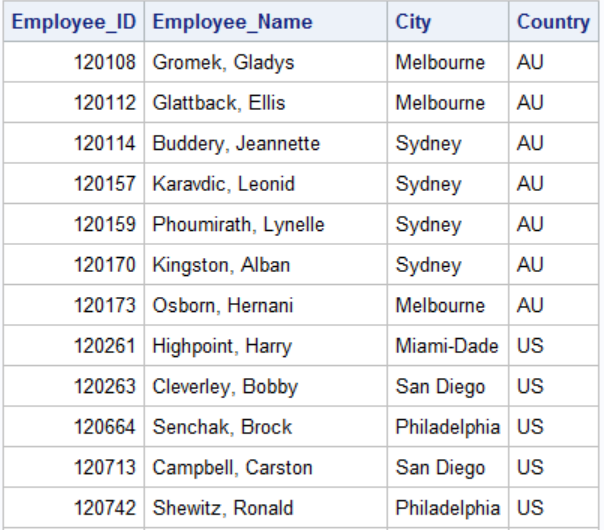 Employee_ID Employee_Name City Country
120108 Gromek, Gladys Melbourne AU
120112 Glattback, Ellis Melbourne AU
120114 Buddery, Jeannette Sydney AU
120157 Karavdic, Leonid Sydney AU
120159 Phoumirath, Lynelle Sydney AU
120170 Kingston, Alban Sydney AU
120173 Osborn, Hernani Melbourne AU
120261 Highpoint, Harry Miami-Dade US
120263 Cleverley, Bobby San Diego US
120664 Senchak, Brock Philadelphia US
120713 Campbell, Carston San Diego US
120742 Shewitz, Ronald Philadelphia US